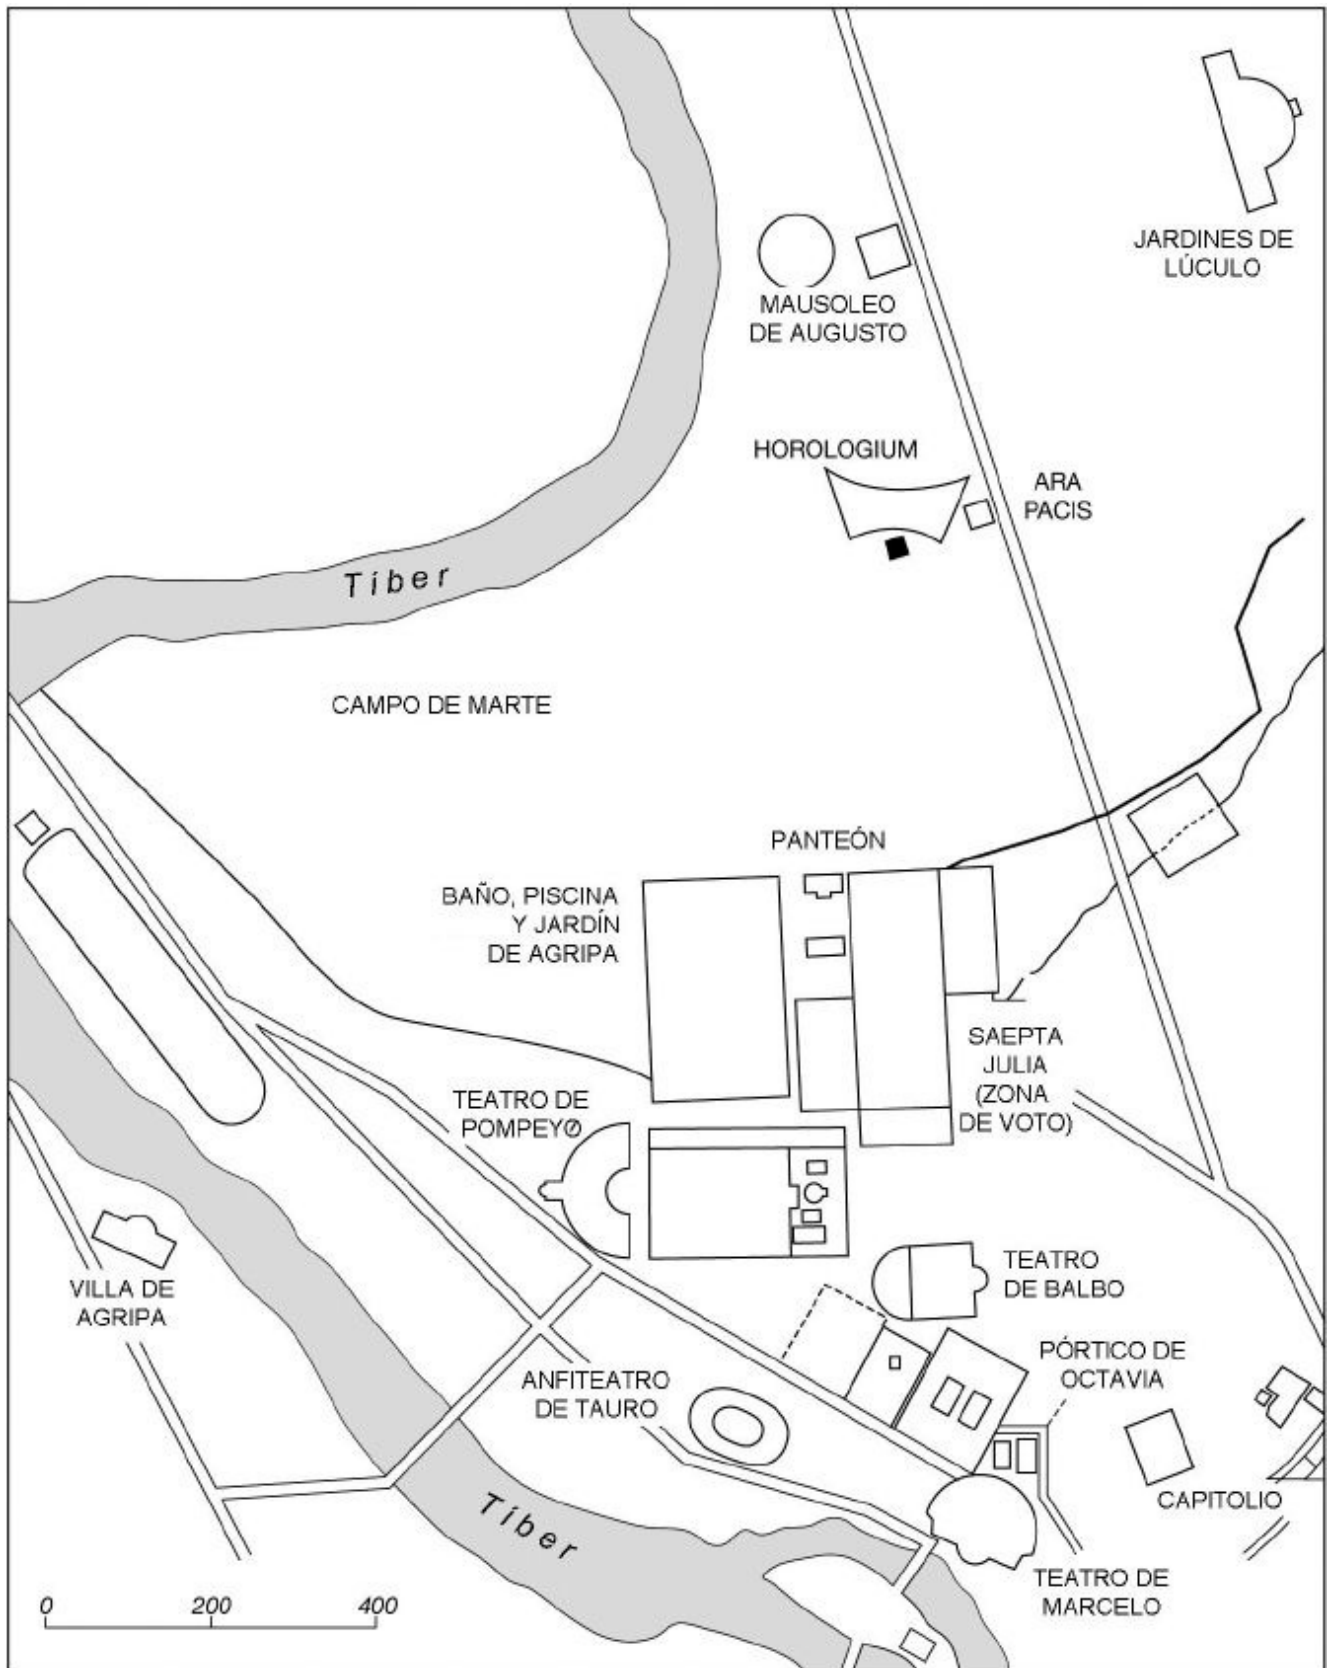 JARDINES DE
LÚCULO
MAUSOLEO
DE AUGUSTO
HOROLOGIUM
ARA
PACIS
Tíber
CAMPO DE MARTE
PANTEÓN
BAÑO, PISCINA
Y JARDÍN
DE AGRIPA
SAEPTA
JULIA
(ZONA
DE VOTO)
TEATRO DE
POMPEYO
TEATRO
DE BALBO
VILLA DE
AGRIPA
PÓRTICO DE
OCTAVIA
ANFITEATRO
DE TAURO
CAPITOLIO
Tíber
TEATRO DE
MARCELO
0 200 400